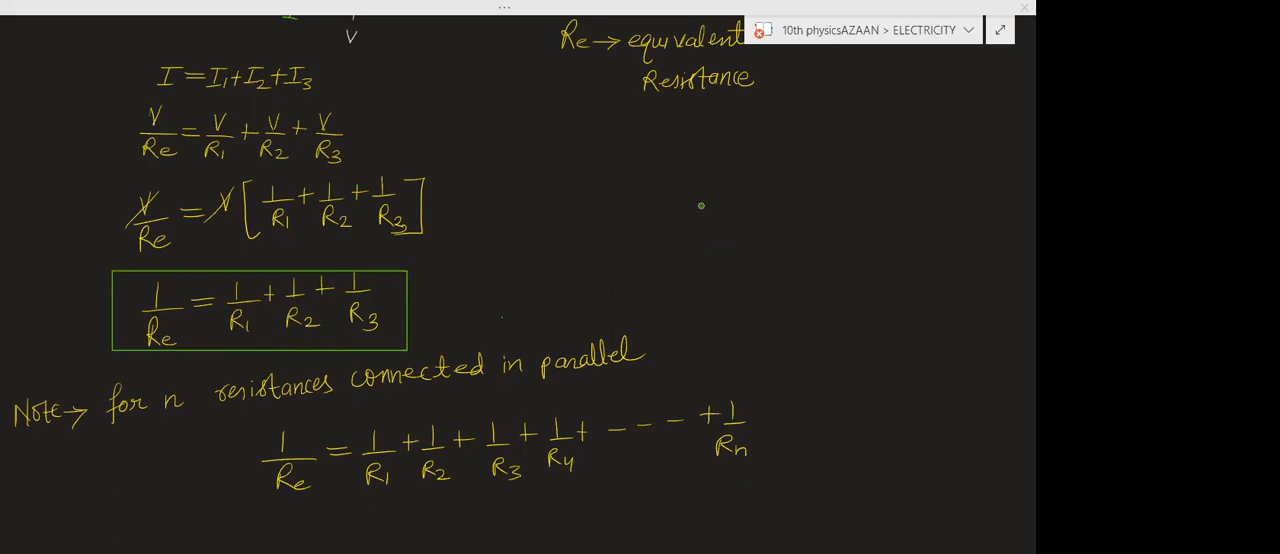 V
Re → equivalent
Resistance
10th physicsAZAAN > ELECTRICITY
I = I1 + I2 + I3
V/Re = V/R1 + V/R2 + V/R3
V/Re = V [ 1/R1 + 1/R2 + 1/R3 ]
1/Re = 1/R1 + 1/R2 + 1/R3
Note → for n resistances connected in parallel
1/Re = 1/R1 + 1/R2 + 1/R3 + 1/R4 + - - - - + 1/Rn